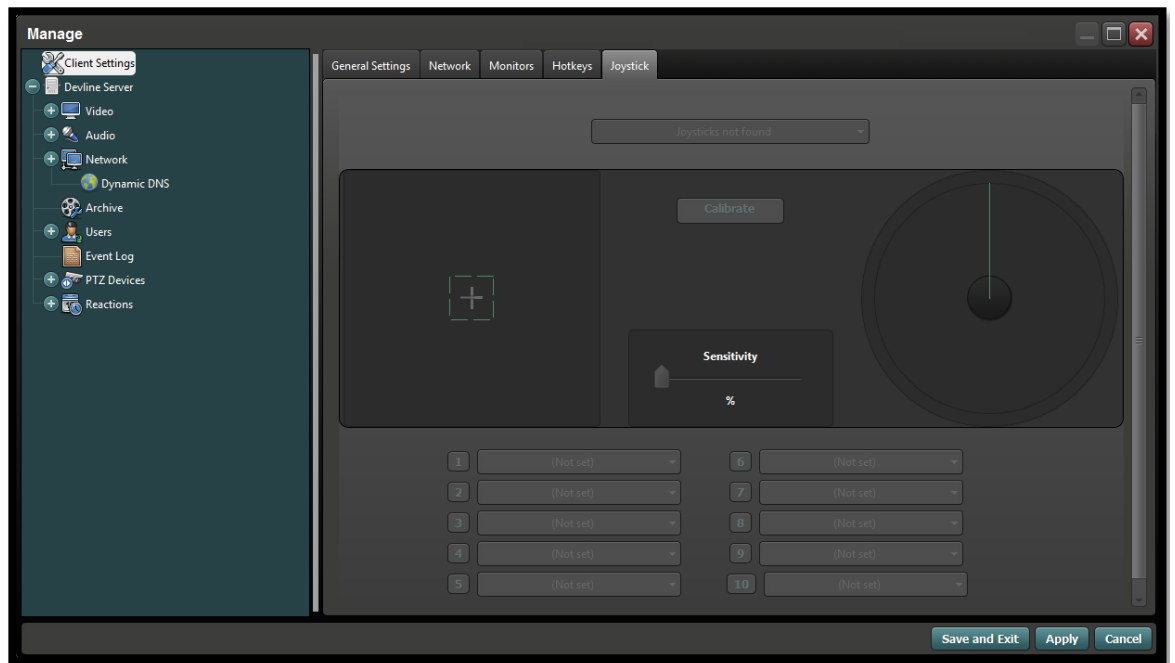 Manage
Client Settings
Devline Server
Video
Audio
Network
Dynamic DNS
Archive
Users
Event Log
PTZ Devices
Reactions
General Settings Network Monitors Hotkeys Joystick
Joysticks not found
Calibrate
Sensitivity
%
1 (Not set) 6 (Not set)
2 (Not set) 7 (Not set)
3 (Not set) 8 (Not set)
4 (Not set) 9 (Not set)
5 (Not set) 10 (Not set)
Save and Exit Apply Cancel